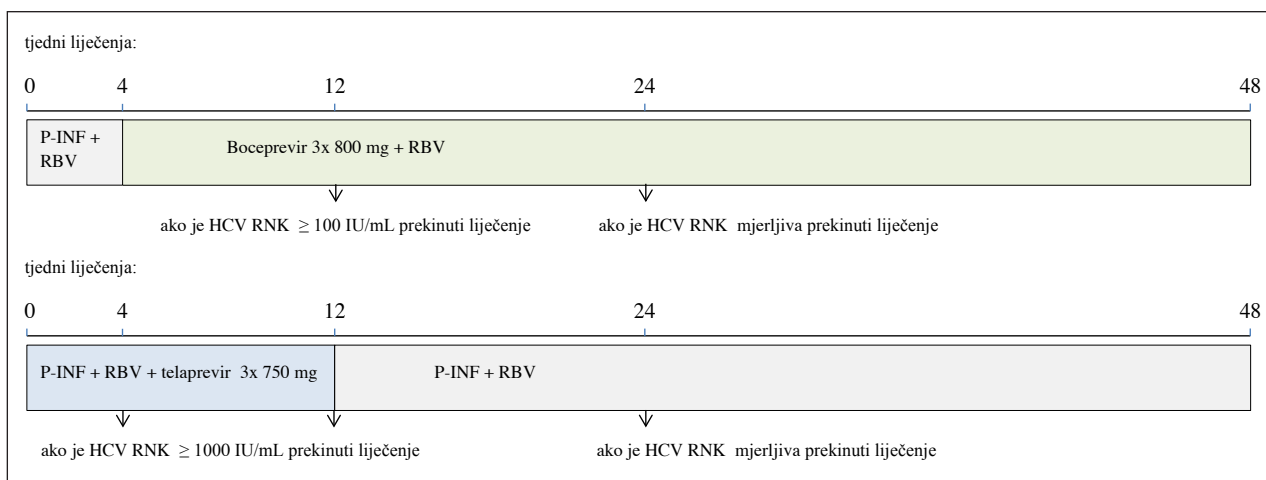 tjedni liječenja:
0 4 12 24 48
P-INF +
RBV
Boceprevir 3x 800 mg + RBV
ako je HCV RNK ≥ 100 IU/mL prekinuti liječenje ako je HCV RNK mjerljiva prekinuti liječenje
tjedni liječenja:
0 4 12 24 48
P-INF + RBV + telaprevir 3x 750 mg P-INF + RBV
ako je HCV RNK ≥ 1000 IU/mL prekinuti liječenje ako je HCV RNK mjerljiva prekinuti liječenje